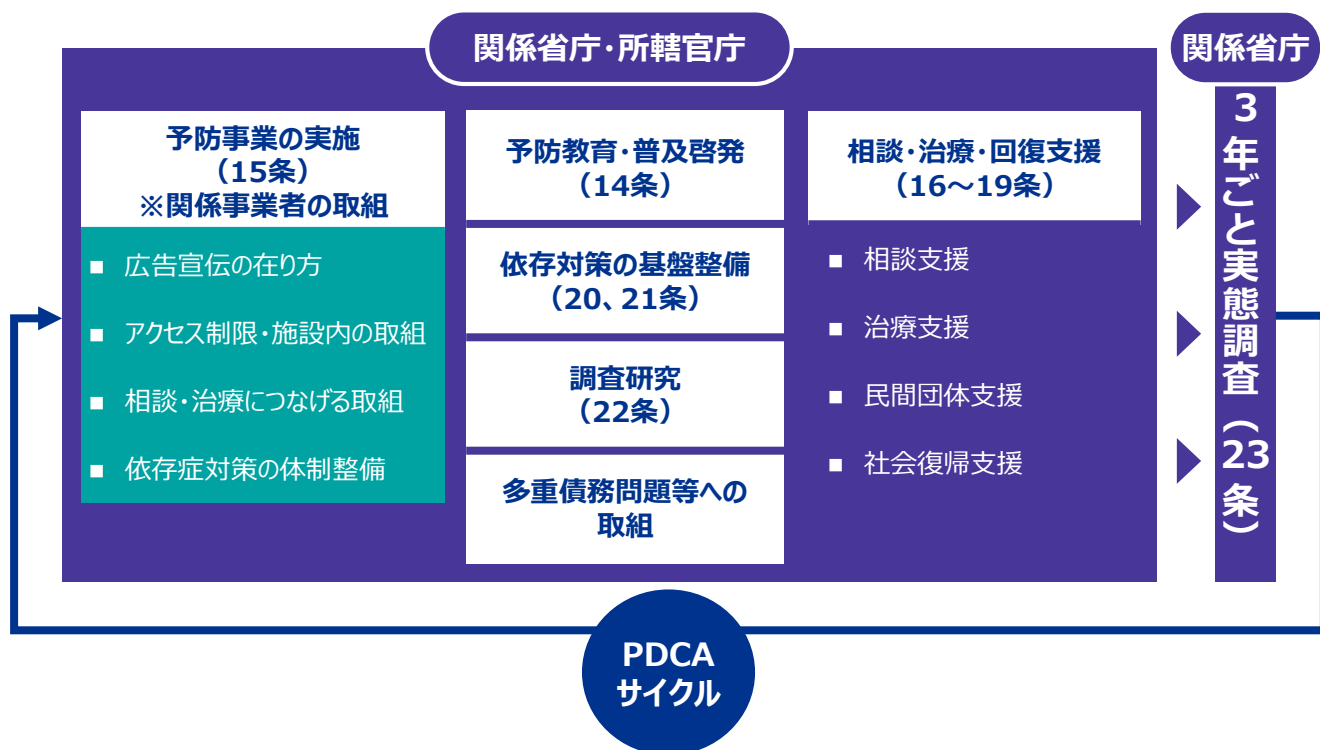 関係省庁・所轄官庁
関係省庁
予防事業の実施
（15条）
※関係事業者の取組
■ 広告宣伝の在り方
■ アクセス制限・施設内の取組
■ 相談・治療につなげる取組
■ 依存症対策の体制整備
予防教育・普及啓発
（14条）
依存対策の基盤整備
（20、21条）
調査研究
（22条）
多重債務問題等への
取組
相談・治療・回復支援
（16～19条）
■ 相談支援
■ 治療支援
■ 民間団体支援
■ 社会復帰支援
3年ごと実態調査（23条）
PDCA
サイクル